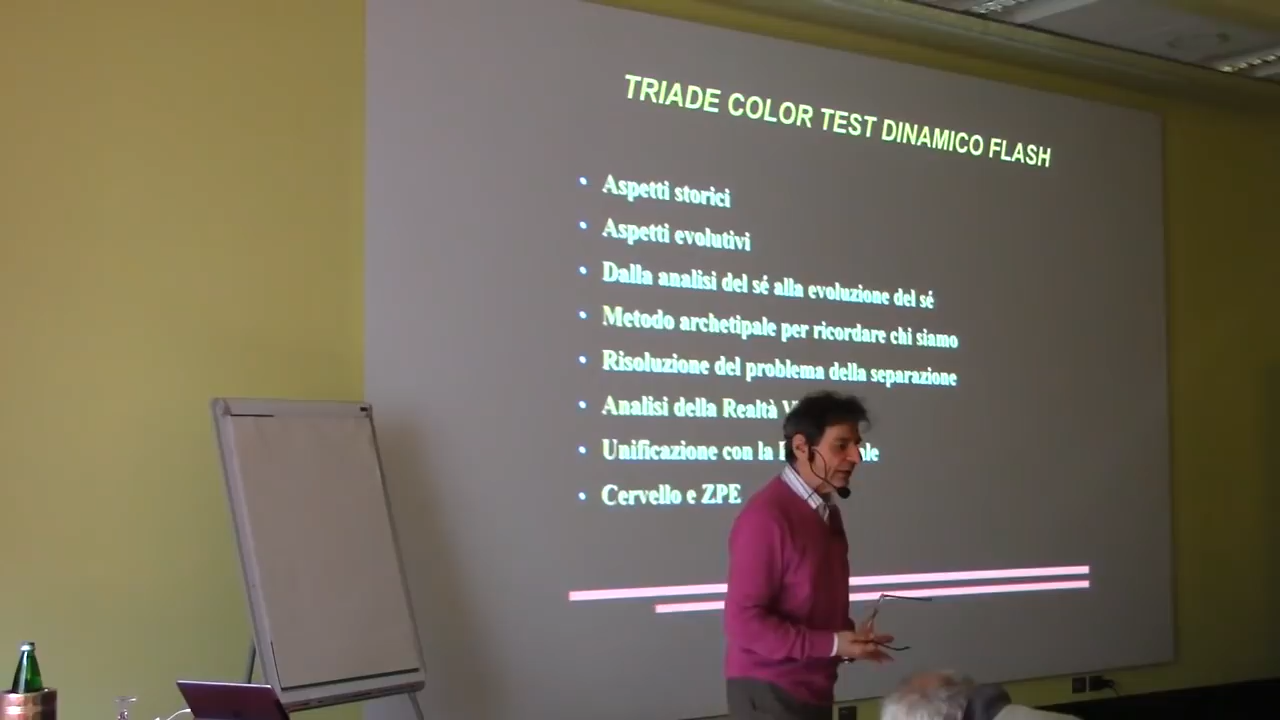 TRIADE COLOR TEST DINAMICO FLASH
• Aspetti storici
• Aspetti evolutivi
• Dalla analisi del sé alla evoluzione del sé
• Metodo archetipale per ricordare chi siamo
• Risoluzione del problema della separazione
• Analisi della Realtà
• Unificazione con la
• Cervello e ZPE